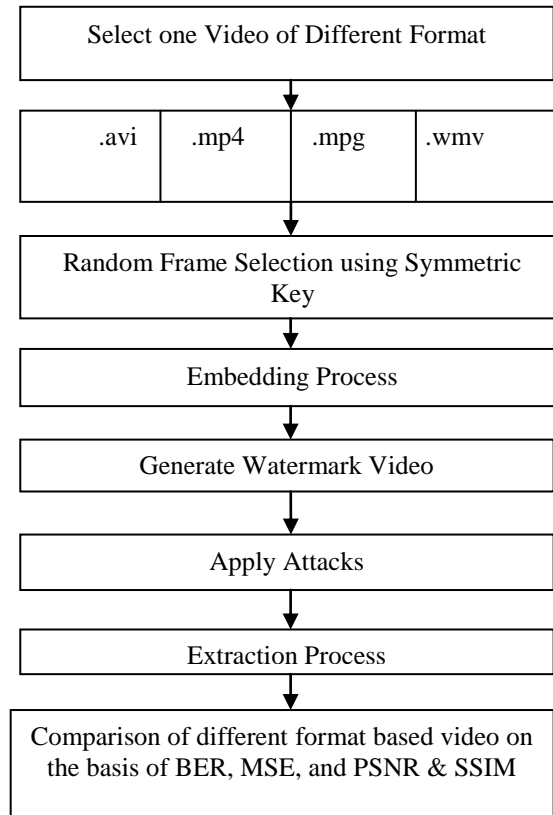 Select one Video of Different Format
.avi .mp4 .mpg .wmv
Random Frame Selection using Symmetric
Key
Embedding Process
Generate Watermark Video
Apply Attacks
Extraction Process
Comparison of different format based video on
the basis of BER, MSE, and PSNR & SSIM